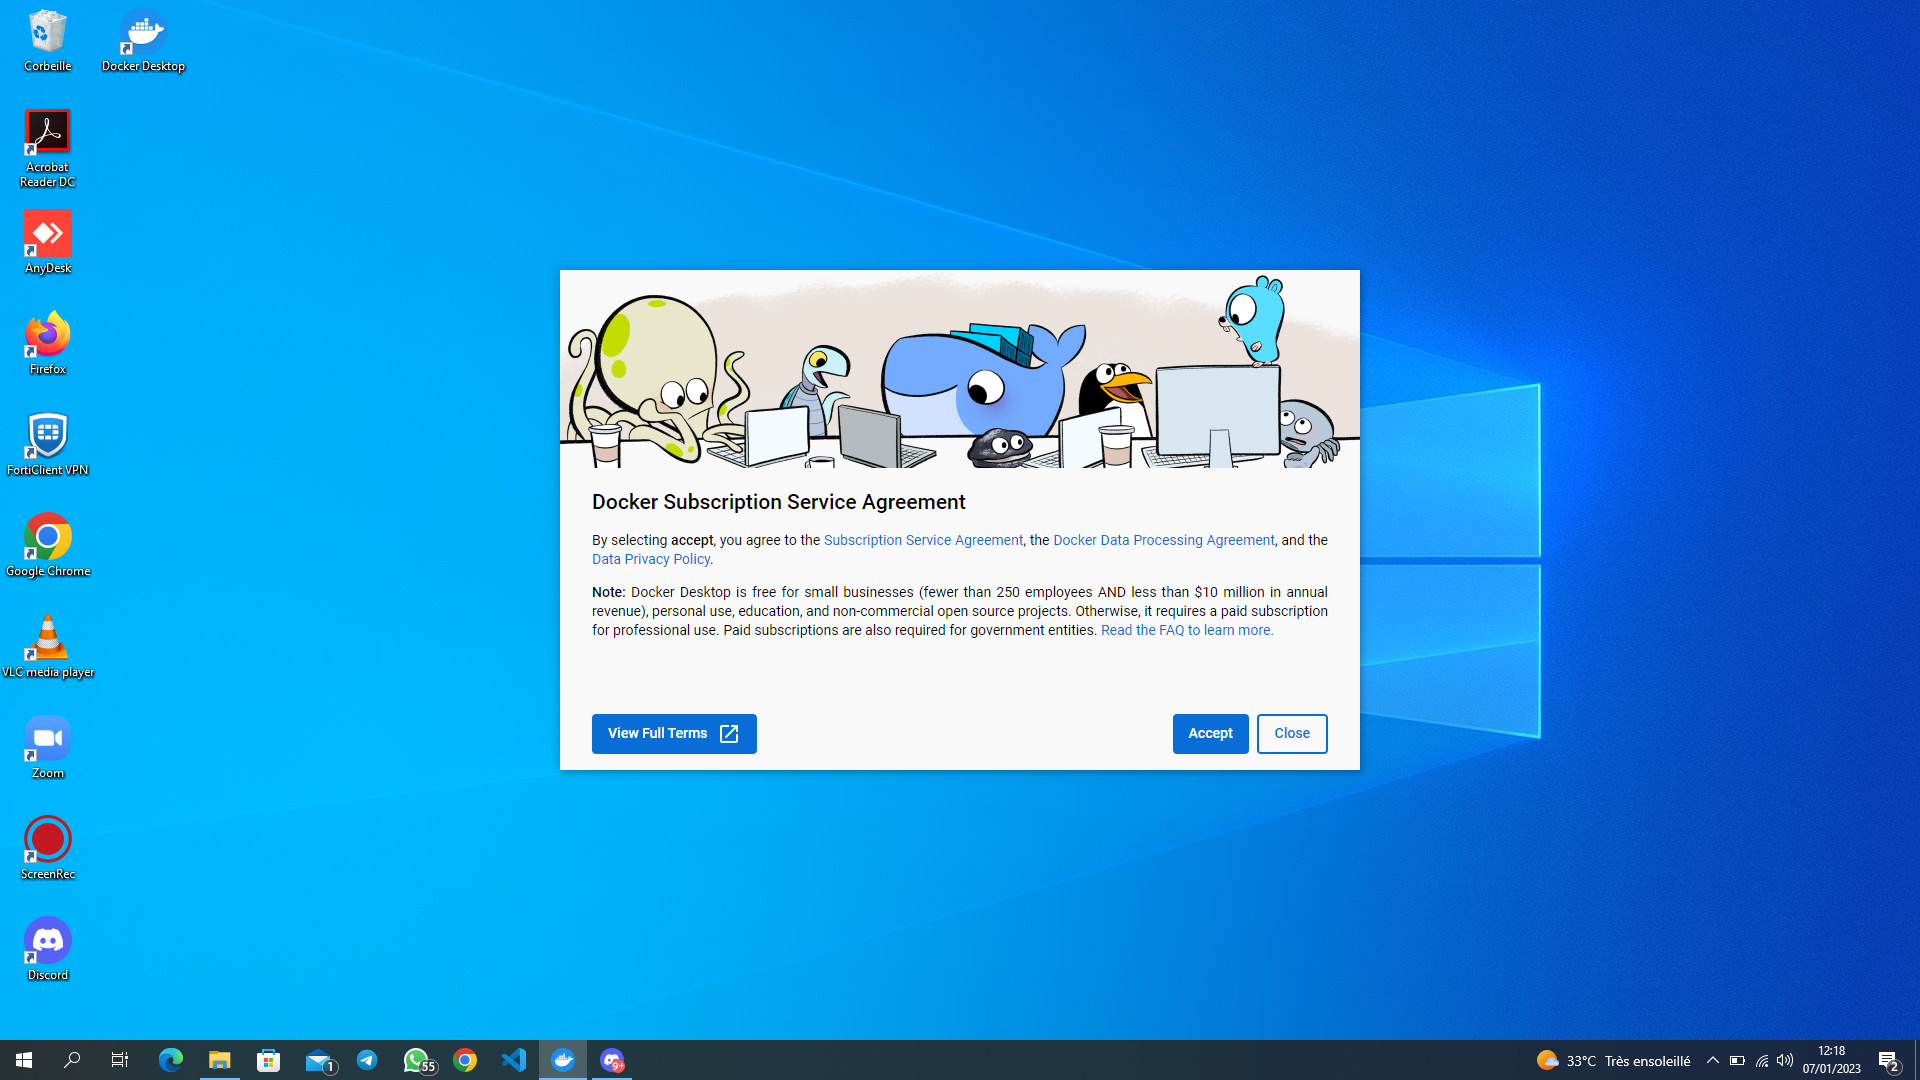 Corbeille
Docker Desktop
Acrobat
Reader DC
AnyDesk
Firefox
FortiClient VPN
Google Chrome
VLC media player
Zoom
ScreenRec
Discord
Docker Subscription Service Agreement
By selecting accept, you agree to the Subscription Service Agreement, the Docker Data Processing Agreement, and the
Data Privacy Policy.
Note: Docker Desktop is free for small businesses (fewer than 250 employees AND less than $10 million in annual
revenue), personal use, education, and non-commercial open source projects. Otherwise, it requires a paid subscription
for professional use. Paid subscriptions are also required for government entities. Read the FAQ to learn more.
View Full Terms
Accept
Close
1
55
9+
33°C Très ensoleillé
12:18
07/01/2023
2